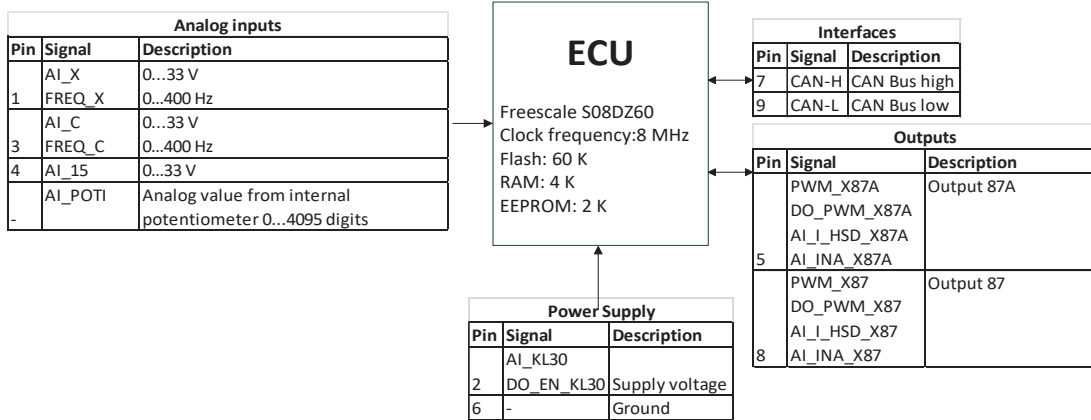 Analog inputs
Pin Signal Description
AI_X 0...33 V
1 FREQ_X 0...400 Hz
AI_C 0...33 V
3 FREQ_C 0...400 Hz
4 AI_15 0...33 V
AI_POTI Analog value from internal
- potentiometer 0...4095 digits
ECU
Freescale S08DZ60
Clock frequency:8 MHz
Flash: 60 K
RAM: 4 K
EEPROM: 2 K
Interfaces
Pin Signal Description
7 CAN-H CAN Bus high
9 CAN-L CAN Bus low
Outputs
Pin Signal Description
PWM_X87A Output 87A
DO_PWM_X87A
AI_I_HSD_X87A
5 AI_INA_X87A
PWM_X87 Output 87
DO_PWM_X87
AI_I_HSD_X87
8 AI_INA_X87
Power Supply
Pin Signal Description
AI_KL30
2 DO_EN_KL30 Supply voltage
6 - Ground